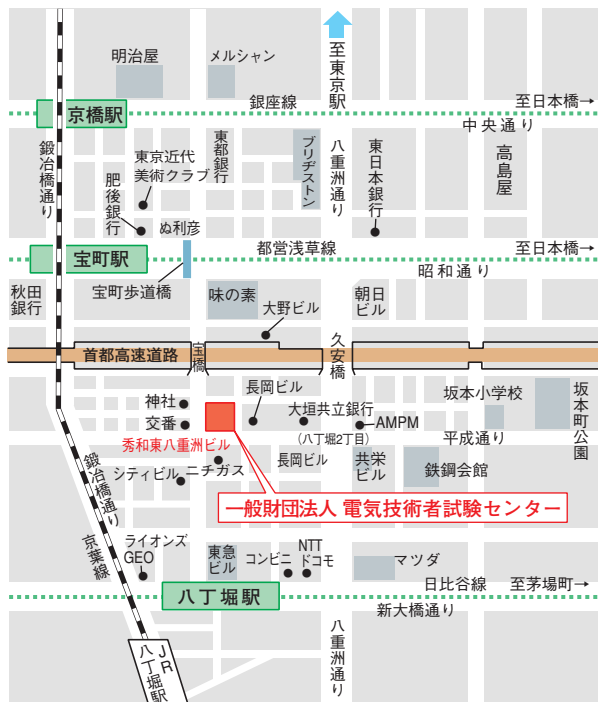 至東京駅
明治屋
メルシャン
銀座線
至日本橋→
京橋駅
中央通り
鍛冶橋通り
東京近代
美術クラブ
東都銀行
ブリヂストン
八重洲通り
東日本銀行
高島屋
肥後銀行
ぬ利彦
都営浅草線
至日本橋→
宝町駅
昭和通り
秋田
銀行
宝町歩道橋
味の素
大野ビル
朝日
ビル
首都高速道路
宝橋
久安橋
神社
交番
長岡ビル
大垣共立銀行
(八丁堀2丁目)
AMPM
坂本小学校
坂本町公園
平成通り
秀和東八重洲ビル
シティビル
ニチガス
長岡ビル
共栄
ビル
鉄鋼会館
鍛冶橋通り
一般財団法人 電気技術者試験センター
京葉線
ライオンズ
GEO
東急
ビル
コンビニ
NTT
ドコモ
マツダ
日比谷線
至茅場町→
八丁堀駅
新大橋通り
八重洲通り
JR
八丁堀駅